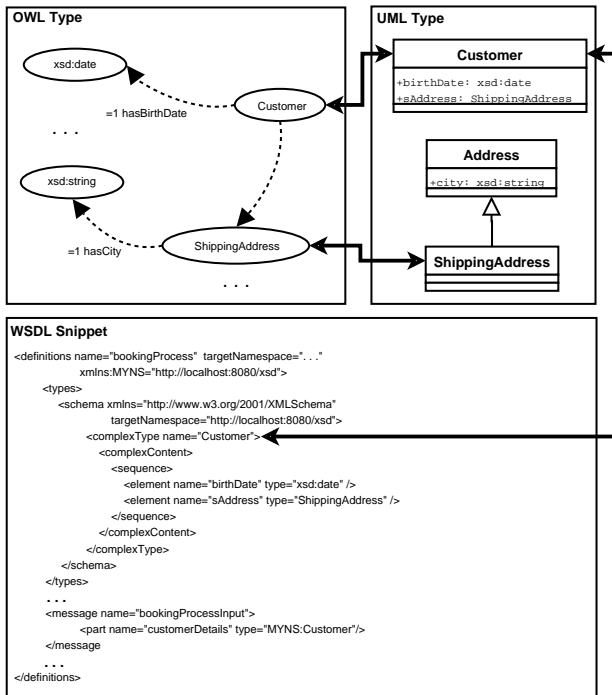 OWL Type
xsd:date
=1 hasBirthDate
Customer
. . .
xsd:string
=1 hasCity
ShippingAddress
. . .
UML Type
Customer
+birthDate: xsd:date
+sAddress: ShippingAddress
Address
+city: xsd:string
ShippingAddress
WSDL Snippet
<definitions name="bookingProcess" targetNamespace=". . ."
xmlns:MYNS="http://localhost:8080/xsd">
<types>
<schema xmlns="http://www.w3.org/2001/XMLSchema"
targetNamespace="http://localhost:8080/xsd">
<complexType name="Customer">
<complexContent>
<sequence>
<element name="birthDate" type="xsd:date" />
<element name="sAddress" type="ShippingAddress" />
</sequence>
</complexContent>
</complexType>
</schema>
</types>
. . .
<message name="bookingProcessInput">
<part name="customerDetails" type="MYNS:Customer"/>
</message
. . .
</definitions>